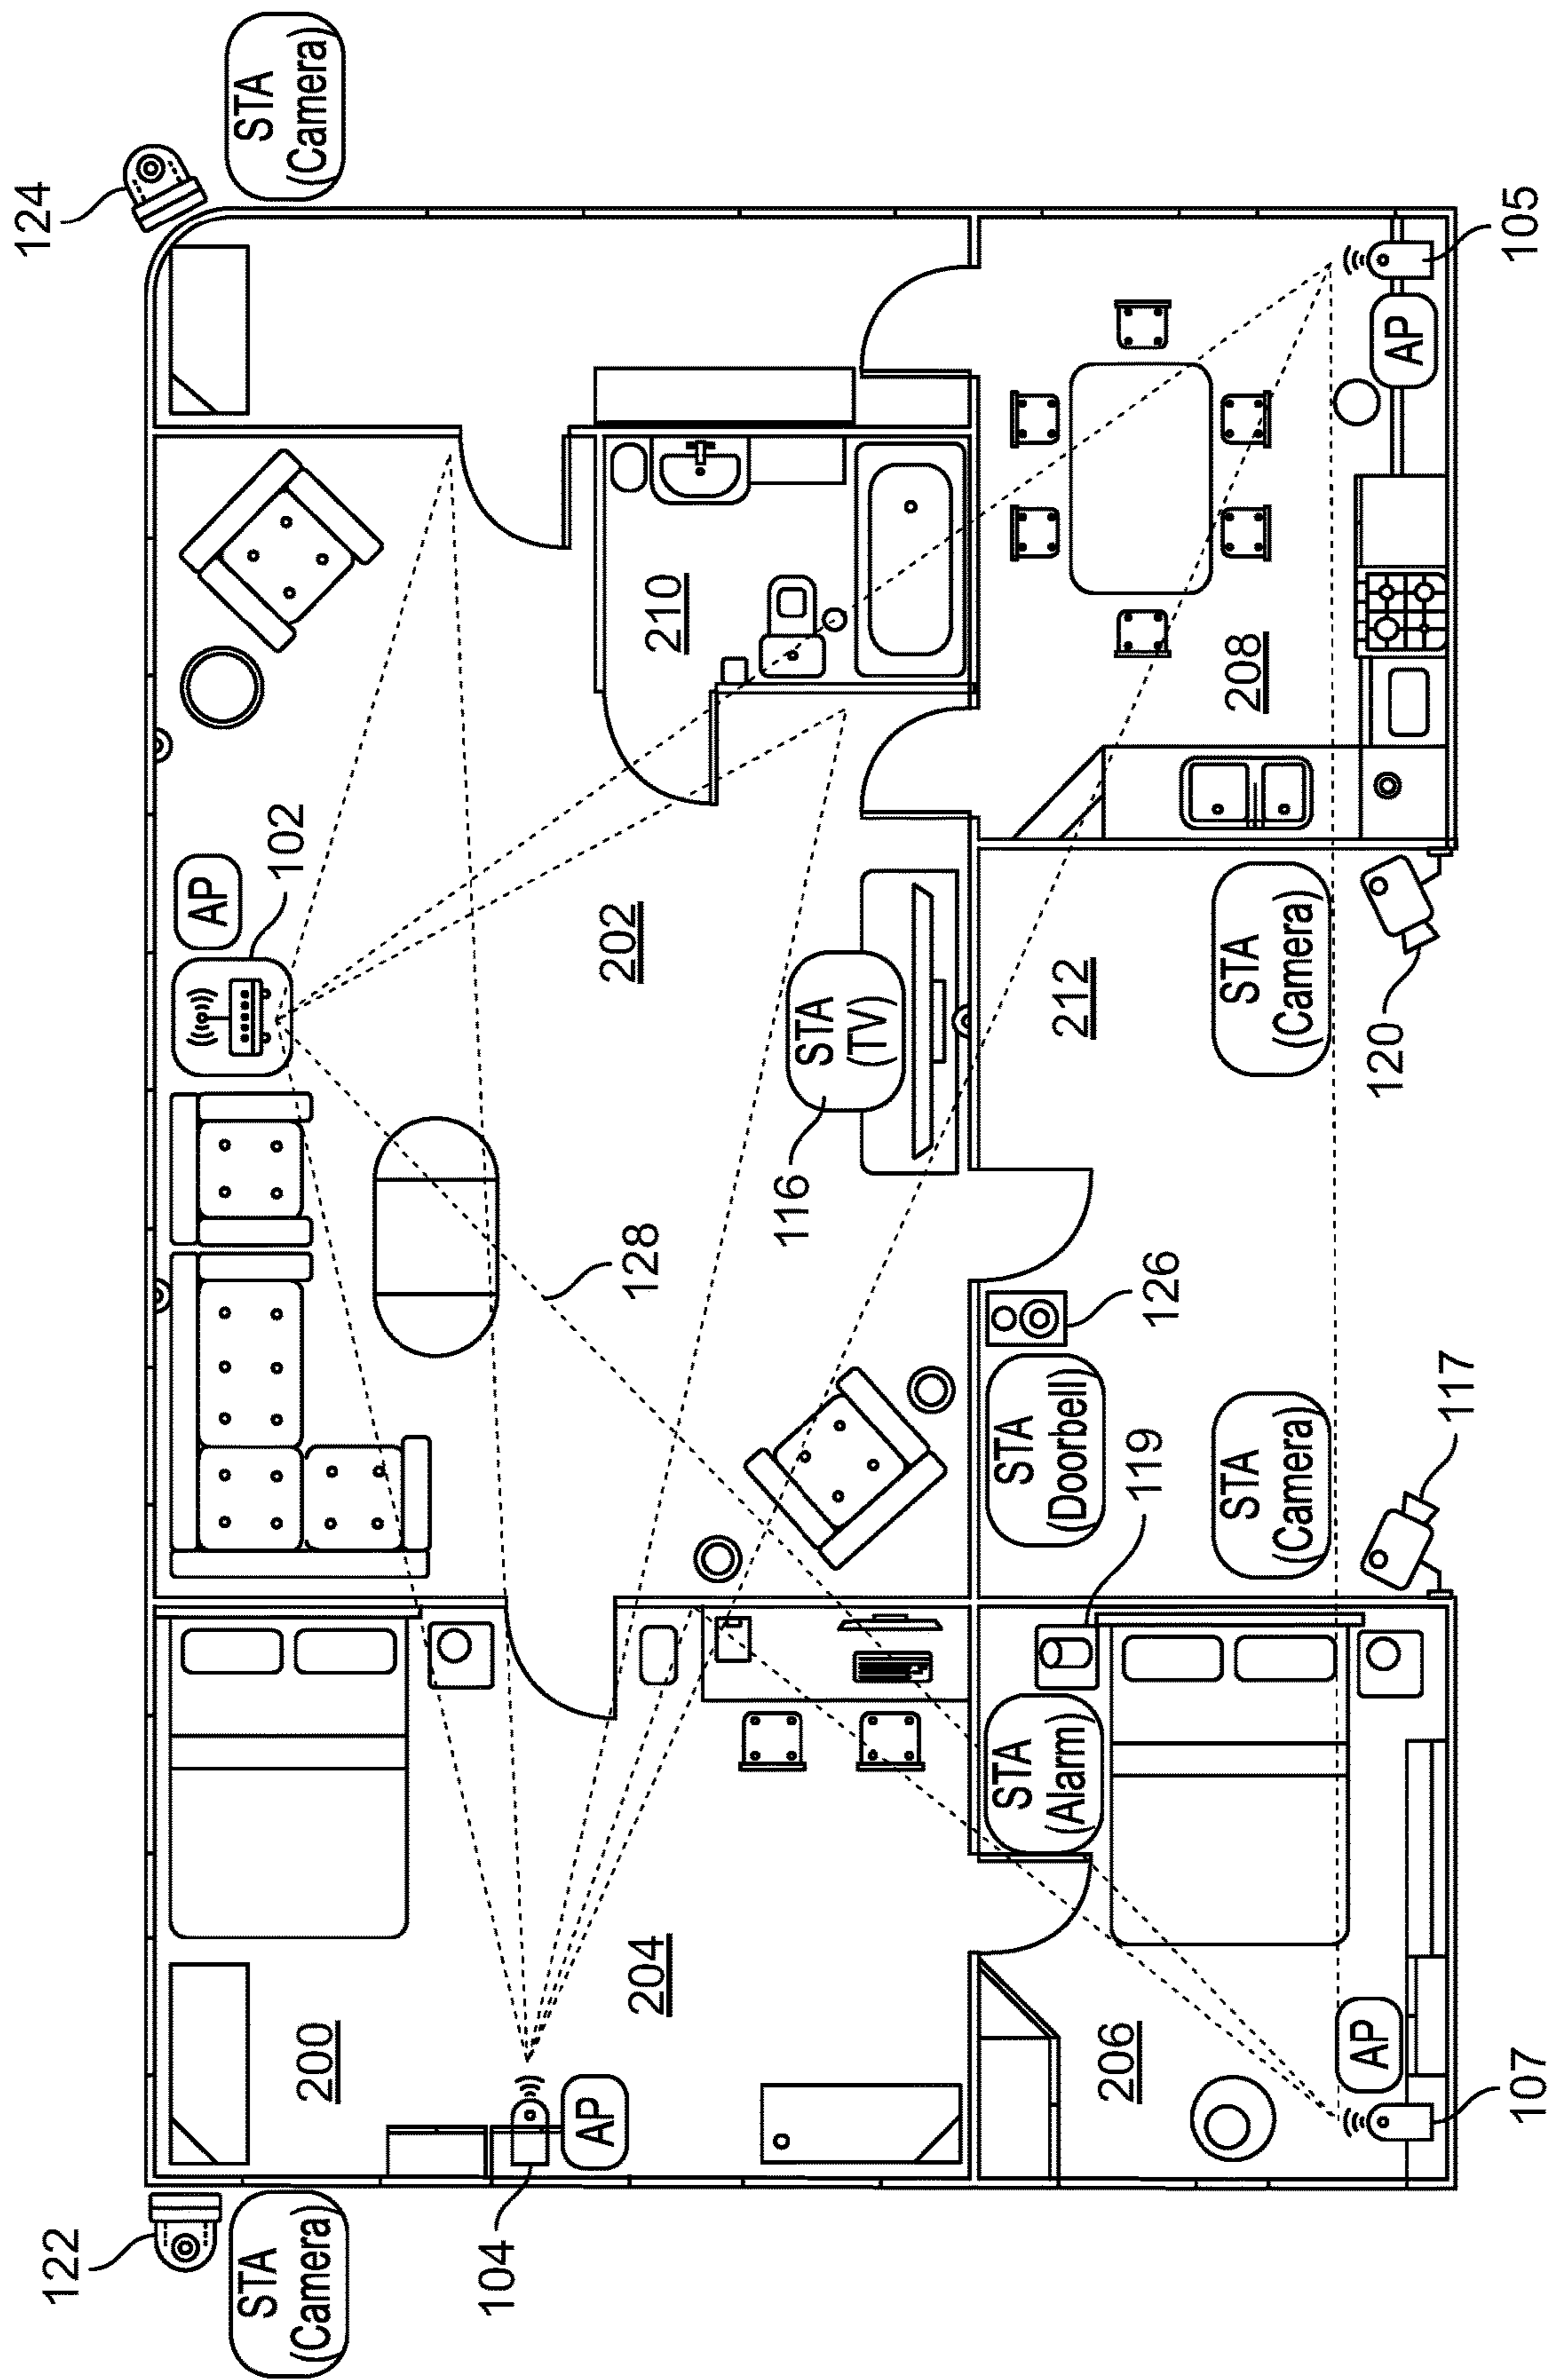 122
124
STA
(Camera)
STA
(Camera)
AP
102
200
104
AP
202
128
204
210
116
STA
(TV)
STA
(Alarm)
STA
(Doorbell)
212
206
119
126
STA
(Camera)
STA
(Camera)
208
AP
120
AP
117
107
105